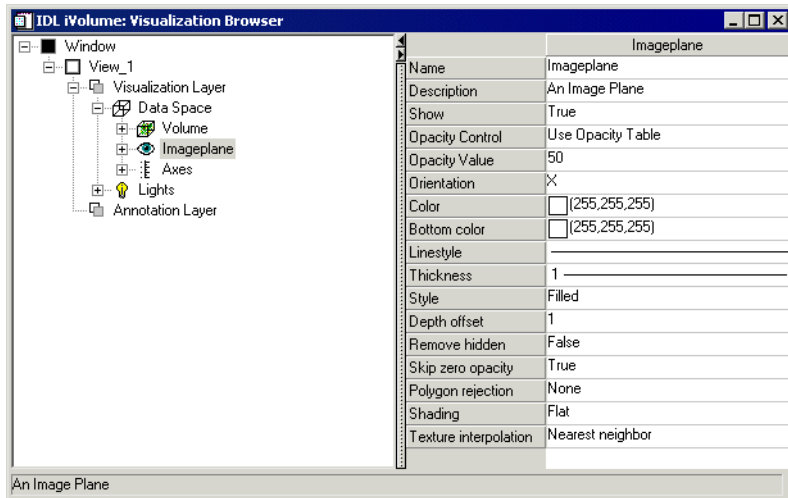 IDL iVolume: Visualization Browser
Window
View_1
Visualization Layer
Data Space
Volume
Imageplane
Axes
Lights
Annotation Layer
Imageplane
Name Imageplane
Description An Image Plane
Show True
Opacity Control Use Opacity Table
Opacity Value 50
Orientation X
Color (255,255,255)
Bottom color (255,255,255)
Linestyle
Thickness 1
Style Filled
Depth offset 1
Remove hidden False
Skip zero opacity True
Polygon rejection None
Shading Flat
Texture interpolation Nearest neighbor
An Image Plane